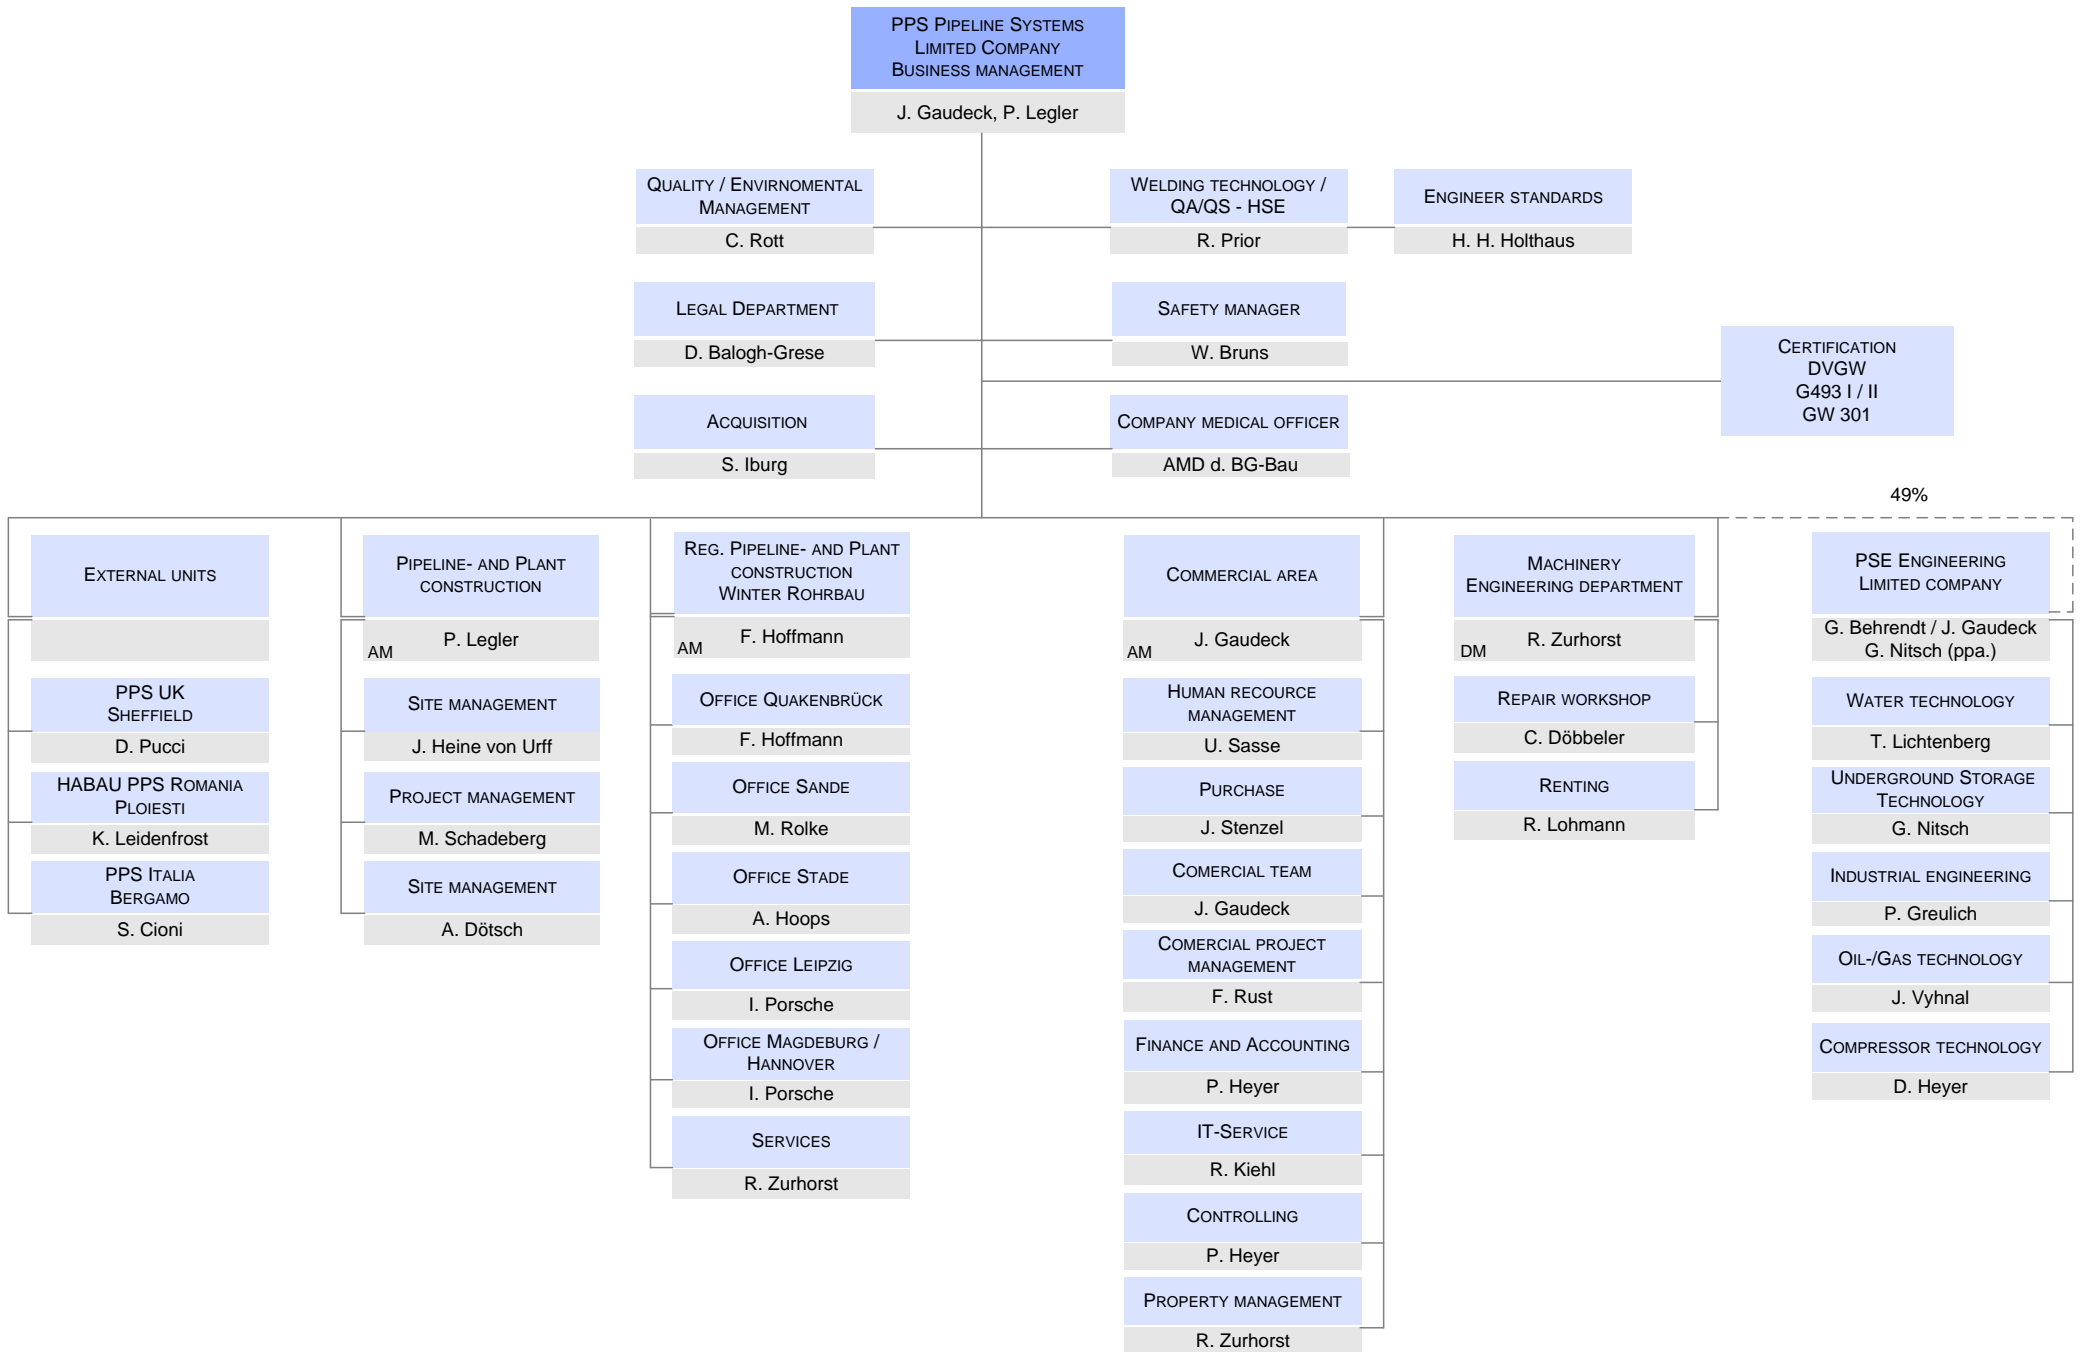 PPS Pipeline Systems
Limited Company
Business management
J. Gaudeck, P. Legler
Quality / Envirnomental
Management
C. Rott
Welding technology /
QA/QS - HSE
R. Prior
Engineer standards
H. H. Holthaus
Legal Department
D. Balogh-Grese
Safety manager
W. Bruns
Certification
DVGW
G493 I / II
GW 301
Acquisition
S. Iburg
Company medical officer
AMD d. BG-Bau
49%
External units
PPS UK
Sheffield
D. Pucci
HABAU PPS Romania
Ploiesti
K. Leidenfrost
PPS Italia
Bergamo
S. Cioni
Pipeline- and Plant
construction
AM
P. Legler
Site management
J. Heine von Urff
Project management
M. Schadeberg
Site management
A. Dötsch
Reg. Pipeline- and Plant
construction
Winter Rohrbau
AM
F. Hoffmann
Office Quakenbrück
F. Hoffmann
Office Sande
M. Rolke
Office Stade
A. Hoops
Office Leipzig
I. Porsche
Office Magdeburg /
Hannover
I. Porsche
Services
R. Zurhorst
Commercial area
AM
J. Gaudeck
Human recource
management
U. Sasse
Purchase
J. Stenzel
Comercial team
J. Gaudeck
Comercial project
management
F. Rust
Finance and Accounting
P. Heyer
IT-Service
R. Kiehl
Controlling
P. Heyer
Property management
R. Zurhorst
Machinery
Engineering department
DM
R. Zurhorst
Repair workshop
C. Döbbeler
Renting
R. Lohmann
PSE Engineering
Limited company
G. Behrendt / J. Gaudeck
G. Nitsch (ppa.)
Water technology
T. Lichtenberg
Underground Storage
Technology
G. Nitsch
Industrial engineering
P. Greulich
Oil-/Gas technology
J. Vyhnal
Compressor technology
D. Heyer